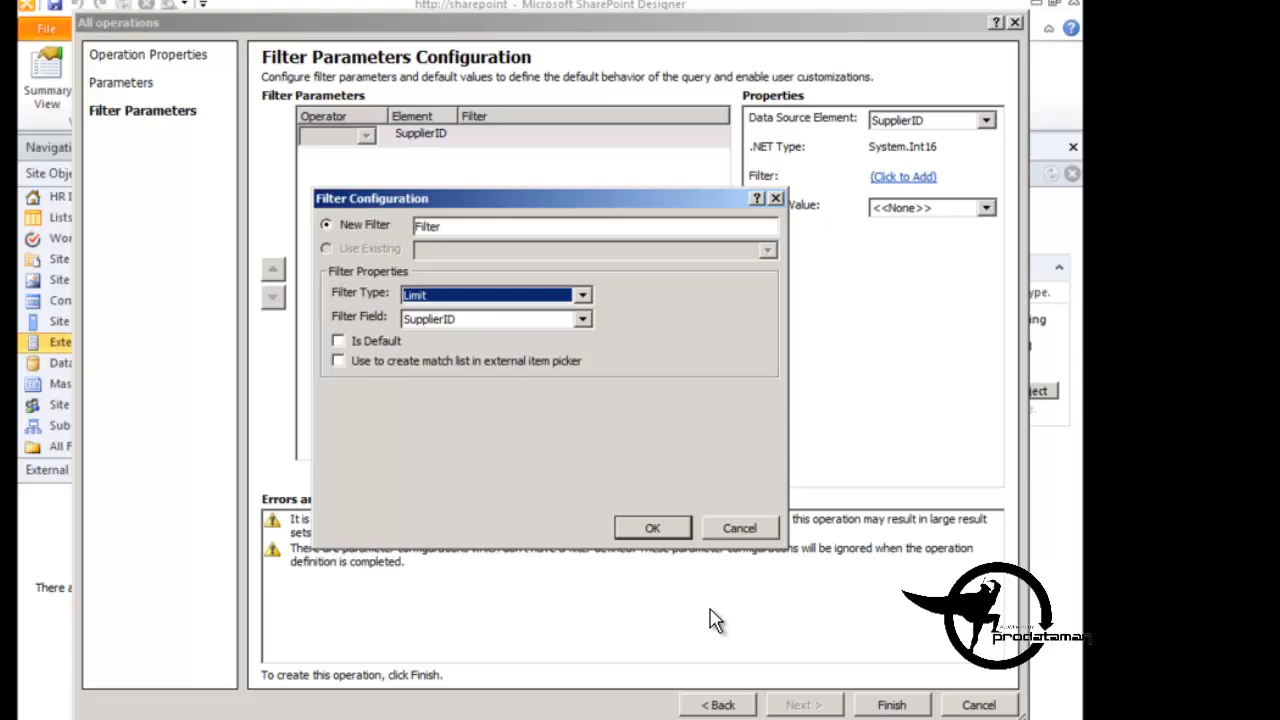 http://sharepoint - Microsoft SharePoint Designer
All operations
File
Summary
View
Navigati
Site Obje
HR I
Lists
Wor
Site
Site
Con
Site
Exte
Data
Mas
Site
Sub
All F
External
There a
Operation Properties
Parameters
Filter Parameters
Filter Parameters Configuration
Configure filter parameters and default values to define the default behavior of the query and enable user customizations.
Filter Parameters
Operator Element Filter
SupplierID
Properties
Data Source Element: SupplierID
.NET Type: System.Int16
Filter: (Click to Add)
Value: <<None>>
Filter Configuration
New Filter Filter
Use Existing
Filter Properties
Filter Type: Limit
Filter Field: SupplierID
Is Default
Use to create match list in external item picker
OK Cancel
ype.
ing
ect
Errors a
It is this operation may result in large result
sets
There are parameter configurations which don't have a filter defined. These parameter configurations will be ignored when the operation
definition is completed.
To create this operation, click Finish.
< Back Next > Finish Cancel
POWERED BY
prodataman